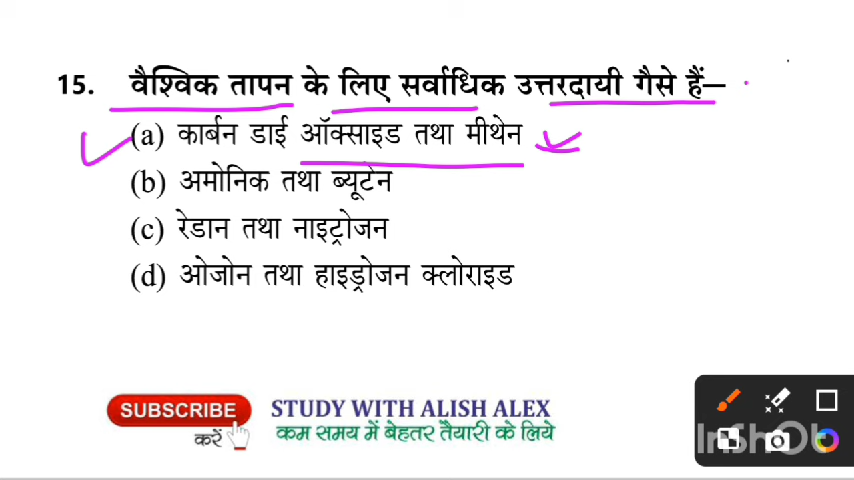 15. वैश्विक तापन के लिए सर्वाधिक उत्तरदायी गैसे हैं–
(a) कार्बन डाई ऑक्साइड तथा मीथेन
(b) अमोनिक तथा ब्यूटेन
(c) रेडान तथा नाइट्रोजन
(d) ओजोन तथा हाइड्रोजन क्लोराइड
SUBSCRIBE
करें
STUDY WITH ALISH ALEX
कम समय में बेहतर तैयारी के लिये
InShOt